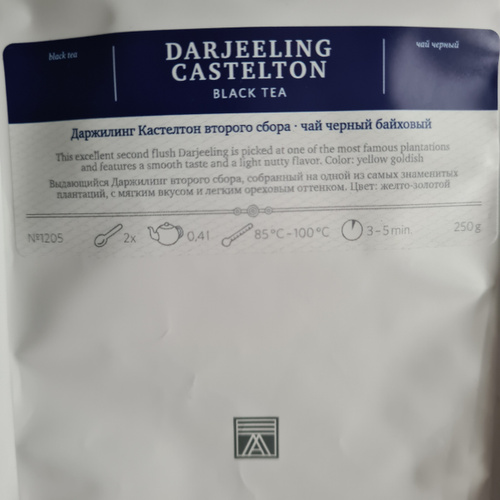 black tea
DARJEELING
CASTELTON
BLACK TEA
чай черный
Даржилинг Кастелтон второго сбора · чай черный байховый
This excellent second flush Darjeeling is picked at one of the most famous plantations
and features a smooth taste and a light nutty flavor. Color: yellow goldish
Выдающийся Даржилинг второго сбора, собранный на одной из самых знаменитых
плантаций, с мягким вкусом и легким ореховым оттенком. Цвет: желто-золотой
№1205 2x 0,4l 85°C-100°C 3-5 min. 250g